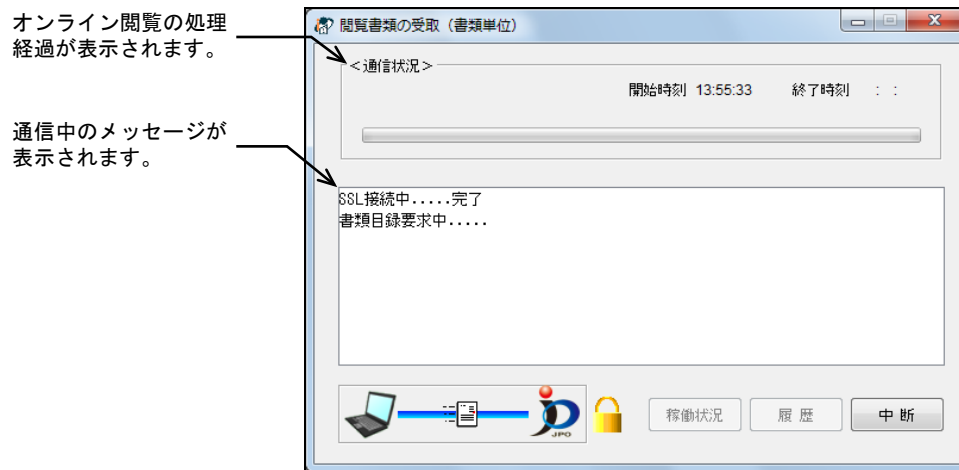 オンライン閲覧の処理
経過が表示されます。
通信中のメッセージが
表示されます。
閲覧書類の受取（書類単位）
＜通信状況＞
開始時刻 13:55:33 終了時刻 : :
SSL接続中.....完了
書類目録要求中.....
JPO
稼働状況 履 歴 中 断